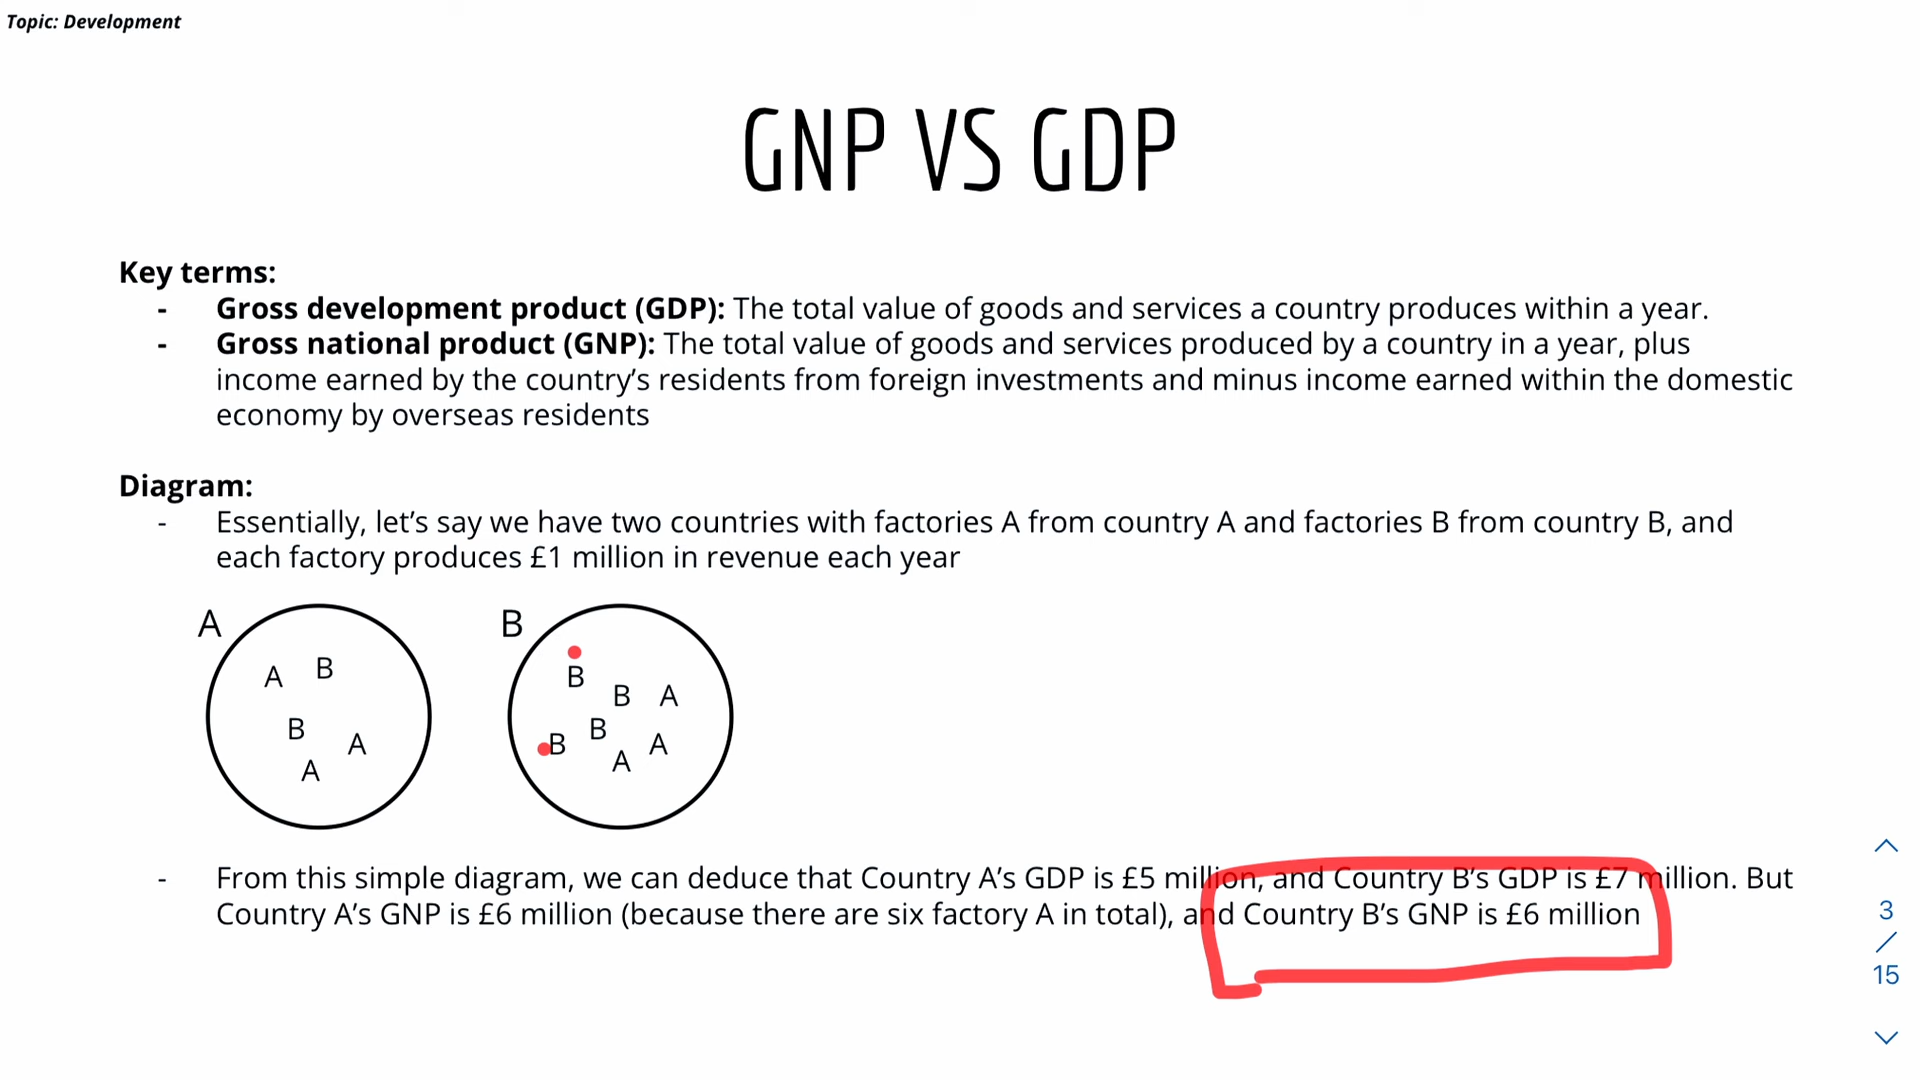 Topic: Development
GNP VS GDP
Key terms:
- Gross development product (GDP): The total value of goods and services a country produces within a year.
- Gross national product (GNP): The total value of goods and services produced by a country in a year, plus
income earned by the country's residents from foreign investments and minus income earned within the domestic
economy by overseas residents
Diagram:
- Essentially, let's say we have two countries with factories A from country A and factories B from country B, and
each factory produces £1 million in revenue each year
A
A B
B A
A
B
B
B A
B B A
A
- From this simple diagram, we can deduce that Country A's GDP is £5 million, and Country B's GDP is £7 million. But
Country A's GNP is £6 million (because there are six factory A in total), and Country B's GNP is £6 million
3
/
15